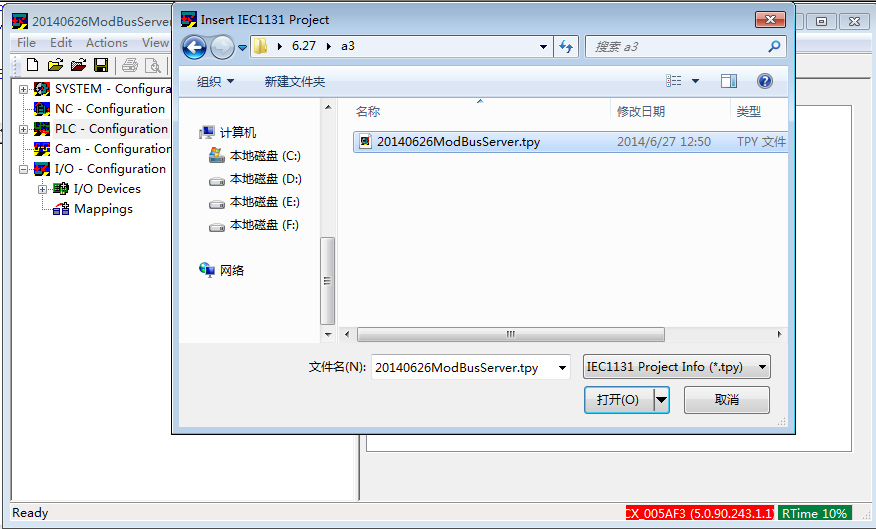 20140626ModBusServer
File Edit Actions View
SYSTEM - Configura
NC - Configuration
PLC - Configuration
Cam - Configuration
I/O - Configuration
I/O Devices
Mappings
Insert IEC1131 Project
6.27 a3
搜索 a3
组织 新建文件夹
计算机
本地磁盘 (C:)
本地磁盘 (D:)
本地磁盘 (E:)
本地磁盘 (F:)
网络
名称 修改日期 类型
20140626ModBusServer.tpy 2014/6/27 12:50 TPY 文件
文件名(N): 20140626ModBusServer.tpy IEC1131 Project Info (*.tpy)
打开(O) 取消
Ready CX_005AF3 (5.0.90.243.1.1) RTime 10%